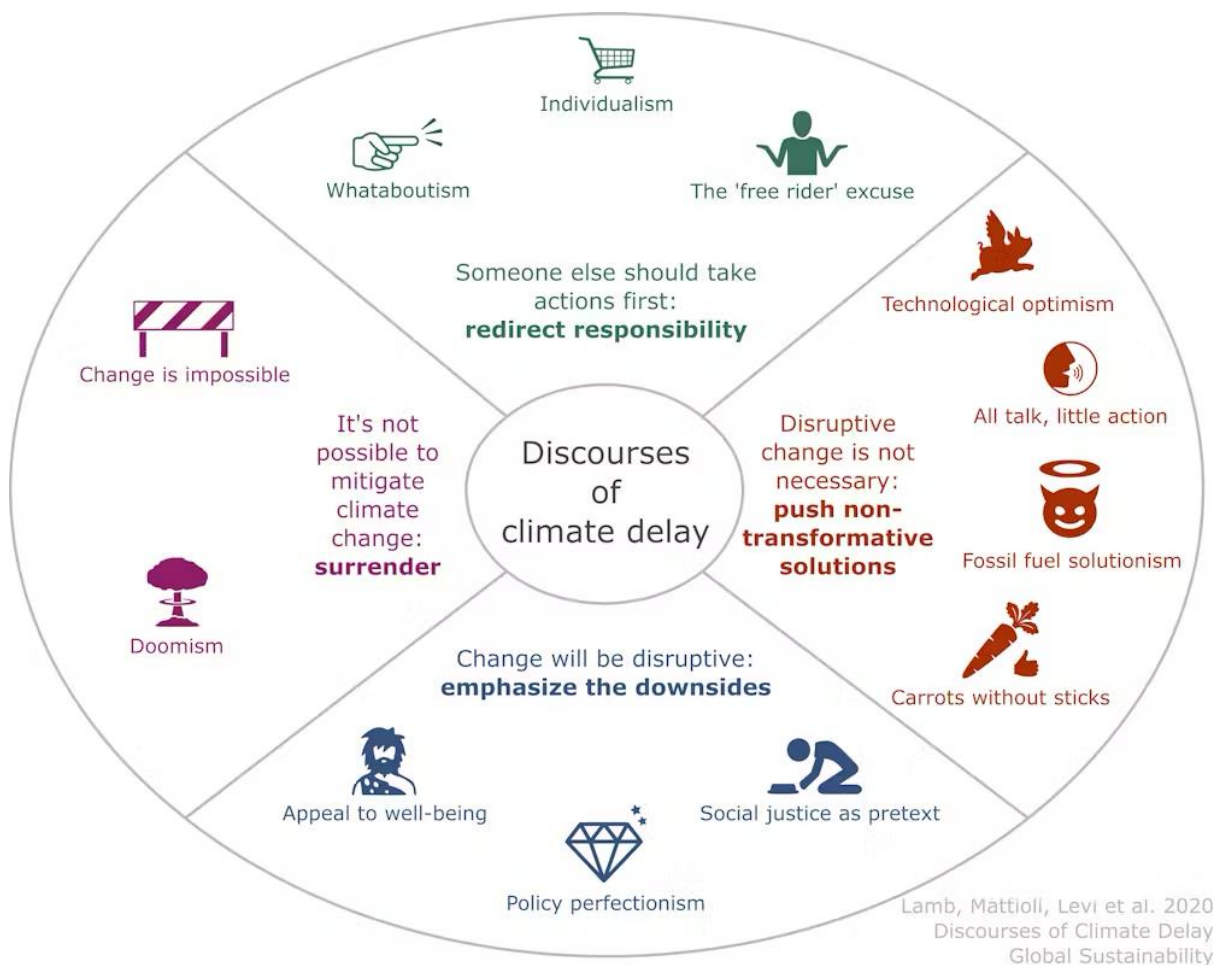 Individualism
Whataboutism
The 'free rider' excuse
Someone else should take
actions first:
redirect responsibility
Technological optimism
All talk, little action
Fossil fuel solutionism
Carrots without sticks
Disruptive
change is not
necessary:
push non-
transformative
solutions
Change is impossible
Doomism
It's not
possible to
mitigate
climate
change:
surrender
Discourses
of
climate delay
Change will be disruptive:
emphasize the downsides
Appeal to well-being
Policy perfectionism
Social justice as pretext
Lamb, Mattioli, Levi et al. 2020
Discourses of Climate Delay
Global Sustainability